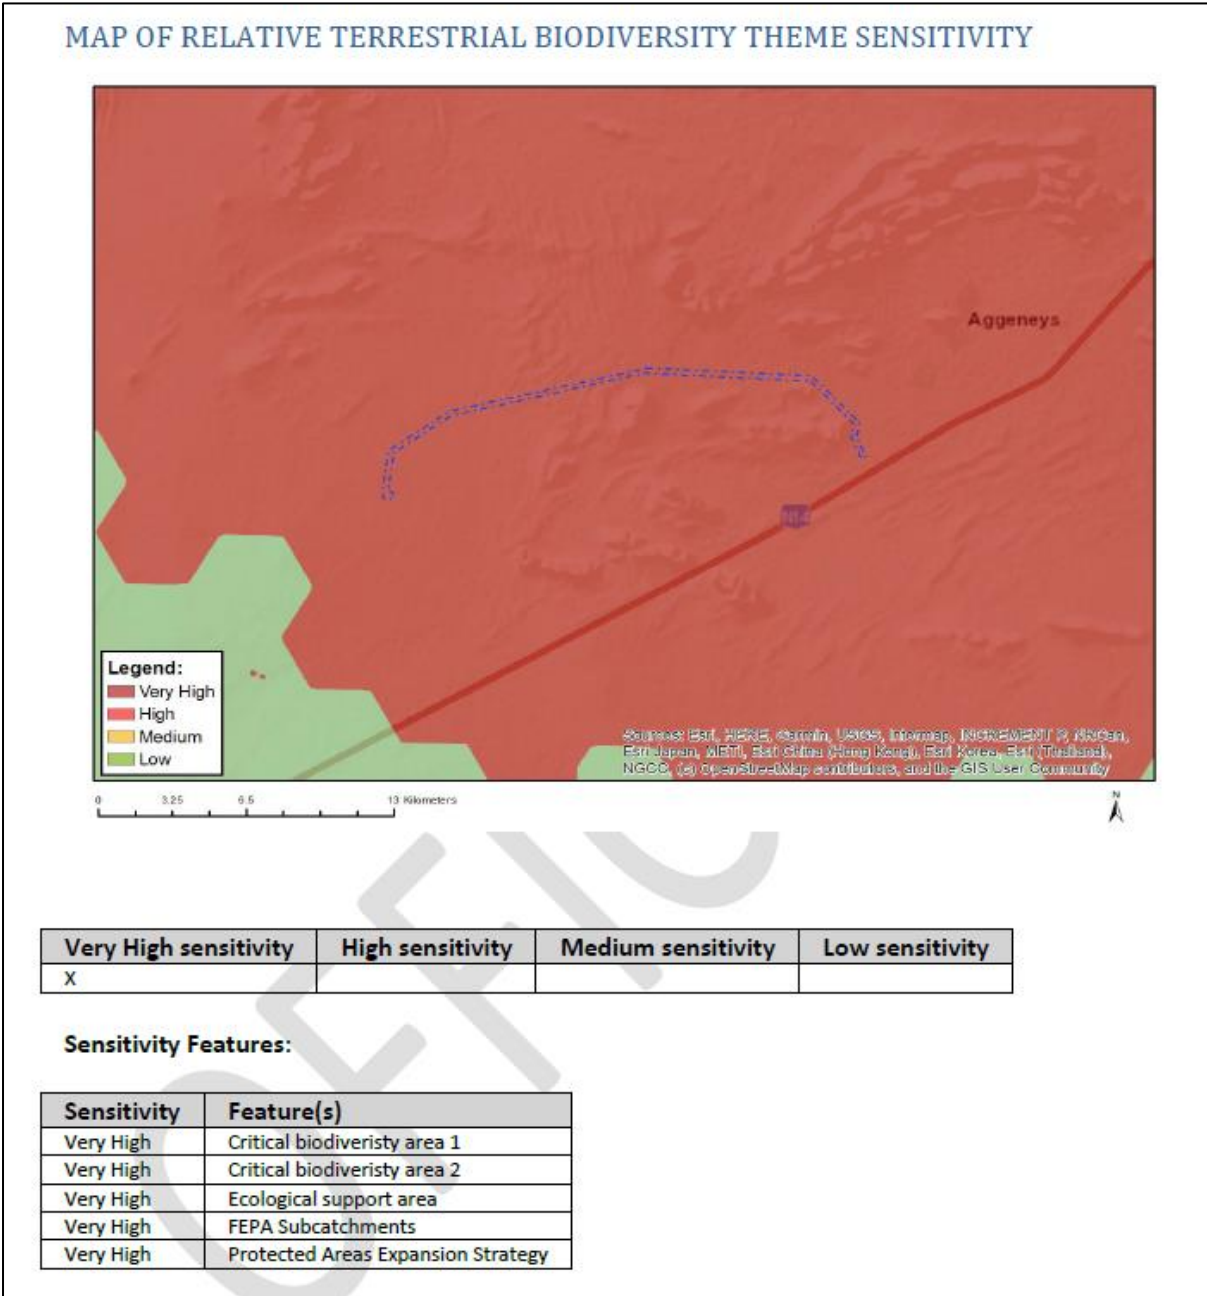 MAP OF RELATIVE TERRESTRIAL BIODIVERSITY THEME SENSITIVITY
Aggeneys
N14
Legend:
Very High
High
Medium
Low
Sources: Esri, HERE, Garmin, USGS, Intermap, INCREMENT P, NRCan,
Esri Japan, METI, Esri China (Hong Kong), Esri Korea, Esri (Thailand),
NGCC, (c) OpenStreetMap contributors, and the GIS User Community
0 3.25 6.5 13 Kilometers
N
Very High sensitivity High sensitivity Medium sensitivity Low sensitivity
X
Sensitivity Features:
Sensitivity Feature(s)
Very High Critical biodiveristy area 1
Very High Critical biodiveristy area 2
Very High Ecological support area
Very High FEPA Subcatchments
Very High Protected Areas Expansion Strategy